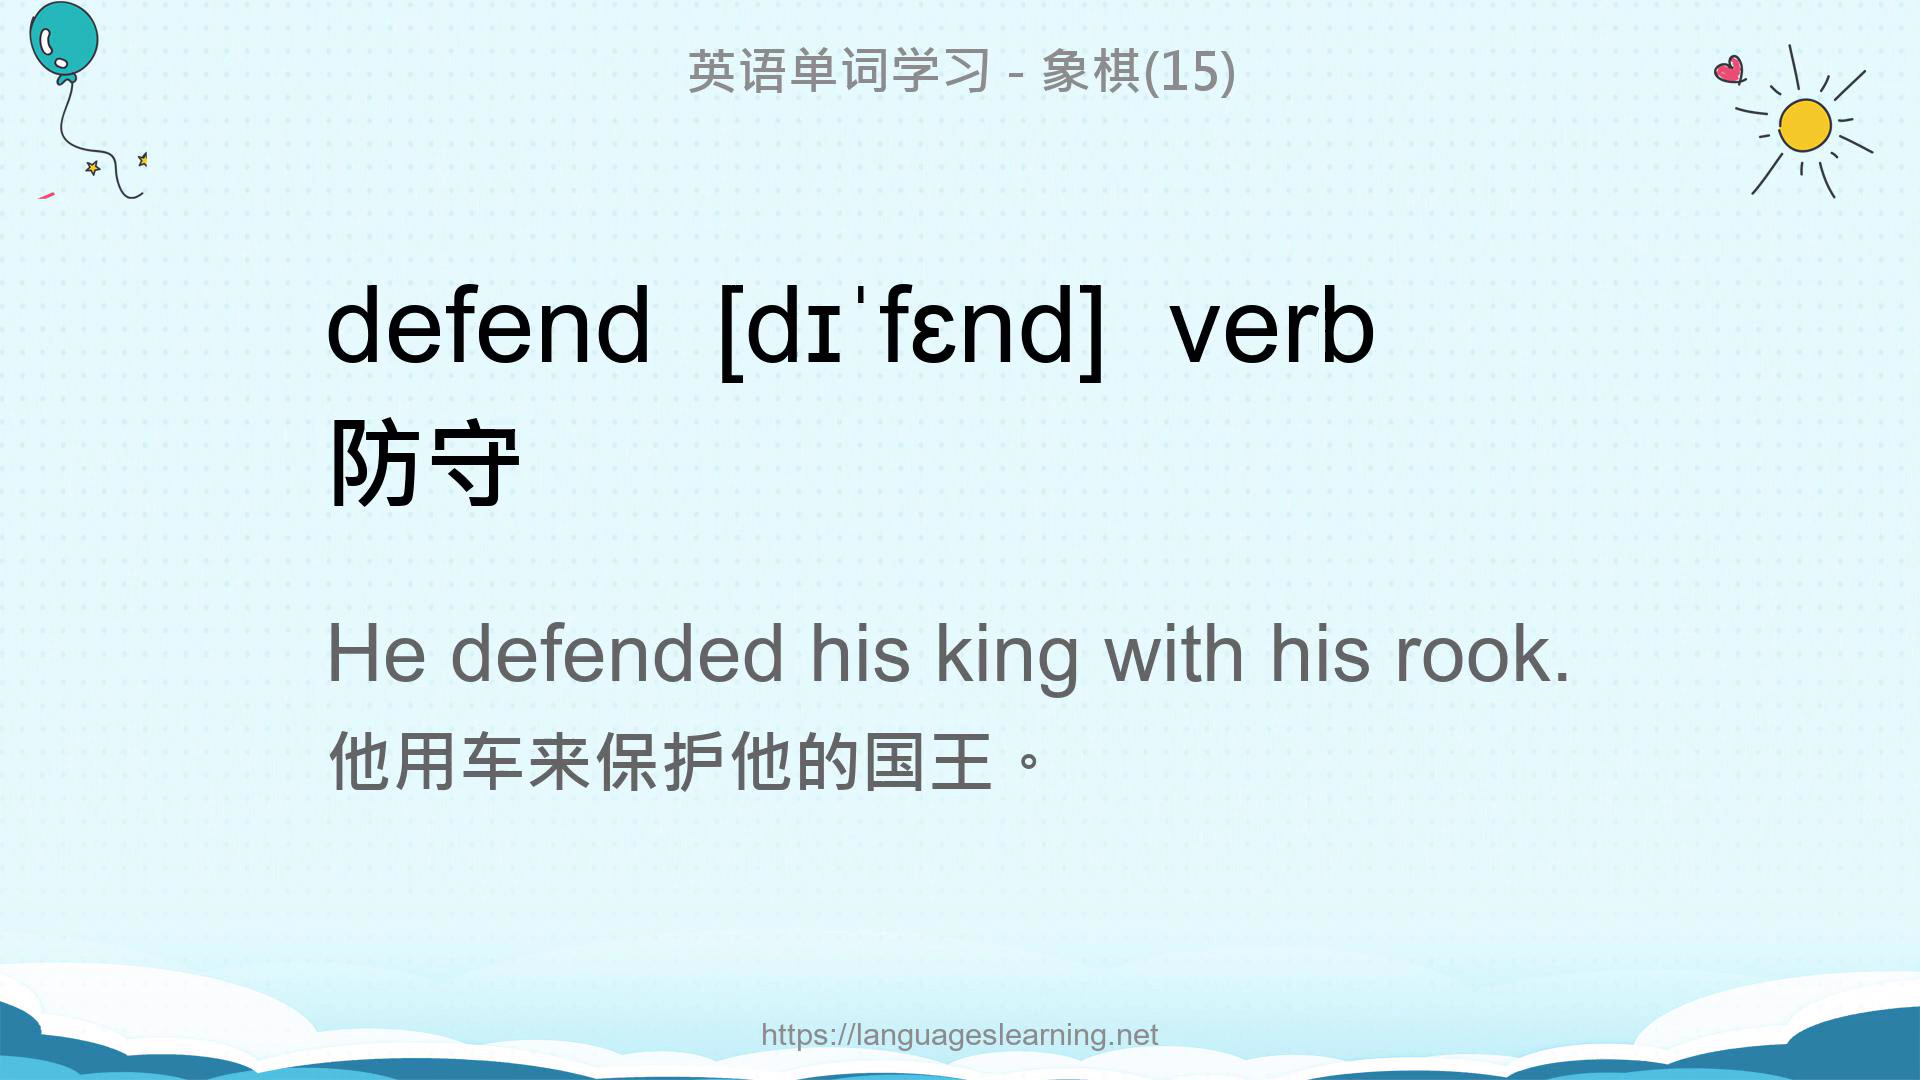 英语单词学习 - 象棋(15)
defend [dɪˈfɛnd] verb
防守
He defended his king with his rook.
他用车来保护他的国王。
https://languageslearning.net